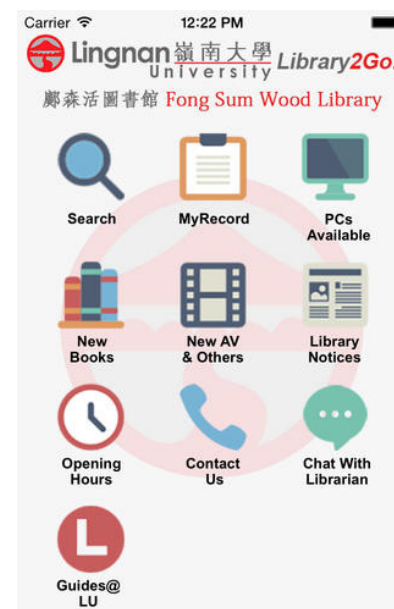 Carrier 12:22 PM
Lingnan 嶺南大學 Library2Go!
University
鄺森活圖書館 Fong Sum Wood Library
Search MyRecord PCs
Available
New New AV Library
Books & Others Notices
Opening Contact Chat With
Hours Us Librarian
L
Guides@
LU